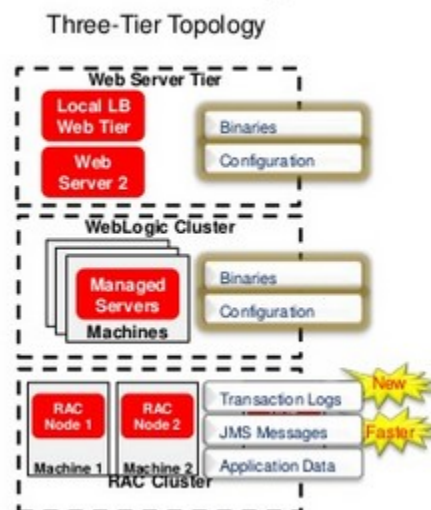 Three-Tier Topology
Web Server Tier
Local LB
Web Tier
Binaries
Web
Server 2
Configuration
WebLogic Cluster
Managed
Servers
Machines
Binaries
Configuration
New
Transaction Logs
RAC
Node 1
RAC
Node 2
JMS Messages
Faster
Machine 1
Machine 2
Application Data
RAC Cluster